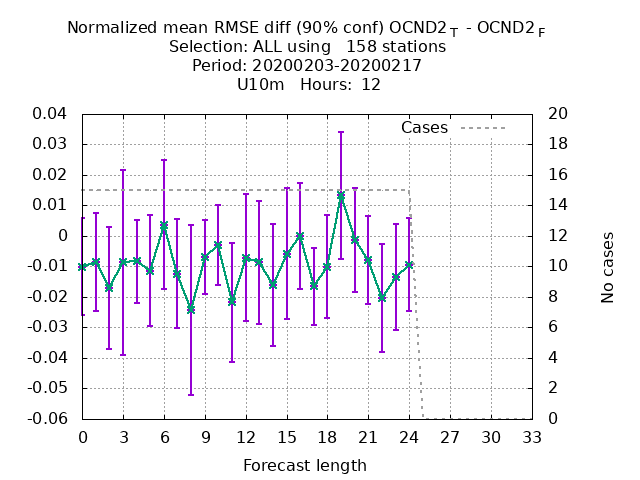 Normalized mean RMSE diff (90% conf) OCND2 T - OCND2 F
Selection: ALL using 158 stations
Period: 20200203-20200217
U10m Hours: 12
Cases
0.04
0.03
0.02
0.01
0
-0.01
-0.02
-0.03
-0.04
-0.05
-0.06
20
18
16
14
12
10
8
6
4
2
0
No cases
0 3 6 9 12 15 18 21 24 27 30 33
Forecast length